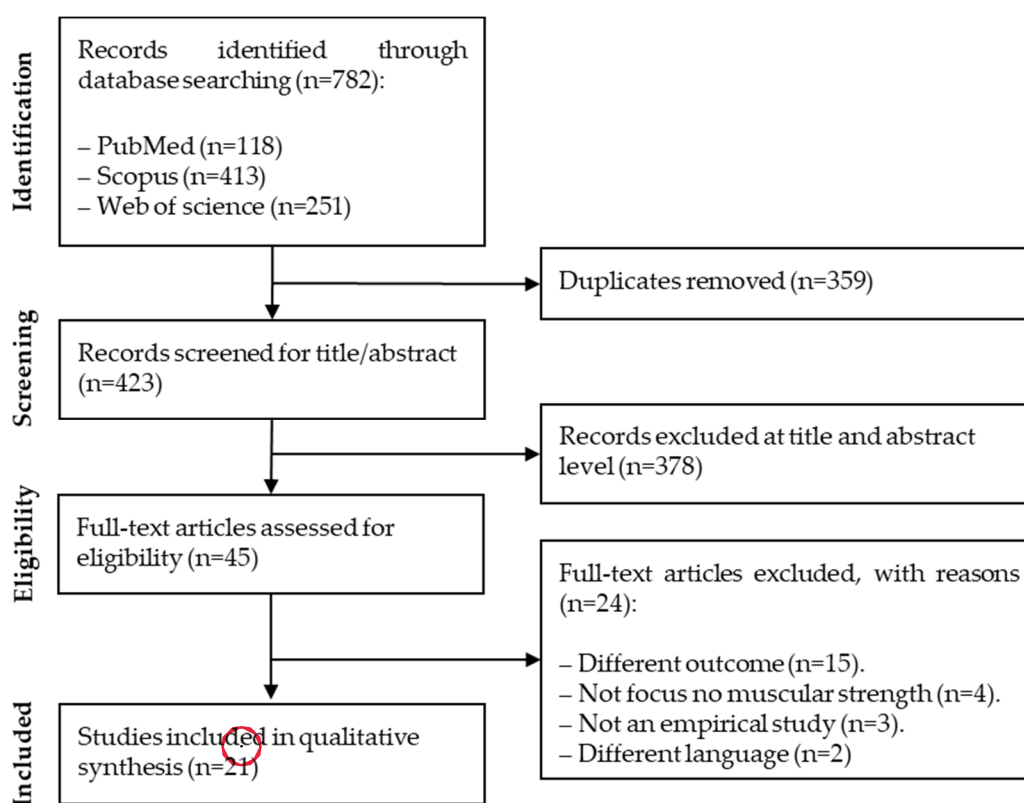 Identification
Records identified through
database searching (n=782):
– PubMed (n=118)
– Scopus (n=413)
– Web of science (n=251)
Duplicates removed (n=359)
Screening
Records screened for title/abstract
(n=423)
Records excluded at title and abstract
level (n=378)
Eligibility
Full-text articles assessed for
eligibility (n=45)
Full-text articles excluded, with reasons
(n=24):
– Different outcome (n=15).
– Not focus no muscular strength (n=4).
– Not an empirical study (n=3).
– Different language (n=2)
Included
Studies included in qualitative
synthesis (n=21)